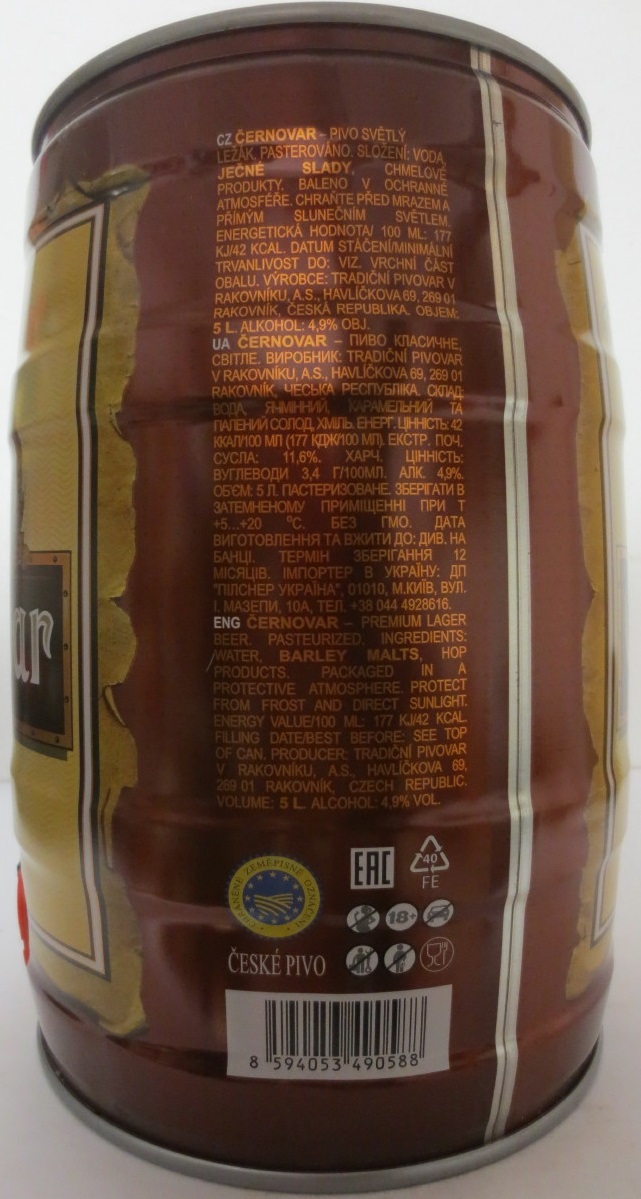 CZ ČERNOVAR – PIVO SVĚTLÝ
LEŽÁK. PASTEROVÁNO. SLOŽENÍ: VODA,
JEČNÉ SLADY, CHMELOVÉ
PRODUKTY. BALENO V OCHRANNÉ
ATMOSFÉŘE. CHRAŇTE PŘED MRAZEM A
PŘÍMÝM SLUNEČNÍM SVĚTLEM.
ENERGETICKÁ HODNOTA/ 100 ML: 177
KJ/42 KCAL. DATUM STÁČENÍ/MINIMÁLNÍ
TRVANLIVOST DO: VIZ. VRCHNÍ ČÁST
OBALU. VÝROBCE: TRADIČNÍ PIVOVAR V
RAKOVNÍKU, A.S., HAVLÍČKOVA 69, 269 01
RAKOVNÍK, ČESKÁ REPUBLIKA. OBJEM:
5 L. ALKOHOL: 4,9% OBJ.
UA ČERNOVAR – ПИВО КЛАСИЧНЕ,
СВІТЛЕ. ВИРОБНИК: TRADIČNÍ PIVOVAR
V RAKOVNÍKU, A.S., HAVLÍČKOVA 69, 269 01
RAKOVNÍK, ЧЕСЬКА РЕСПУБЛІКА. СКЛАД:
ВОДА, ЯЧМІННИЙ, КАРАМЕЛЬНИЙ ТА
ПАЛЕНИЙ СОЛОД, ХМІЛЬ. ЕНЕРГ. ЦІННІСТЬ: 42
ККАЛ/100 МЛ (177 КДЖ/100 МЛ). ЕКСТР. ПОЧ.
СУСЛА: 11,6%. ХАРЧ. ЦІННІСТЬ:
ВУГЛЕВОДИ 3,4 Г/100МЛ. АЛК. 4,9%.
ОБ'ЄМ: 5 Л. ПАСТЕРИЗОВАНЕ. ЗБЕРІГАТИ В
ЗАТЕМНЕНОМУ ПРИМІЩЕННІ ПРИ Т
+5...+20 °C. БЕЗ ГМО. ДАТА
ВИГОТОВЛЕННЯ ТА ВЖИТИ ДО: ДИВ. НА
БАНЦІ. ТЕРМІН ЗБЕРІГАННЯ 12
МІСЯЦІВ. ІМПОРТЕР В УКРАЇНУ: ДП
"ПІЛСНЕР УКРАЇНА", 01010, М.КИЇВ, ВУЛ.
І. МАЗЕПИ, 10А, ТЕЛ. +38 044 4928616.
ENG ČERNOVAR – PREMIUM LAGER
BEER. PASTEURIZED. INGREDIENTS:
WATER, BARLEY MALTS, HOP
PRODUCTS. PACKAGED IN A
PROTECTIVE ATMOSPHERE. PROTECT
FROM FROST AND DIRECT SUNLIGHT.
ENERGY VALUE/100 ML: 177 KJ/42 KCAL.
FILLING DATE/BEST BEFORE: SEE TOP
OF CAN. PRODUCER: TRADIČNÍ PIVOVAR
V RAKOVNÍKU, A.S., HAVLÍČKOVA 69,
269 01 RAKOVNÍK, CZECH REPUBLIC.
VOLUME: 5 L. ALCOHOL: 4,9% VOL.
ar
CHRÁNĚNÉ ZEMĚPISNÉ OZNAČENÍ
EAC
40
FE
18+
ČESKÉ PIVO
8 594053 490588